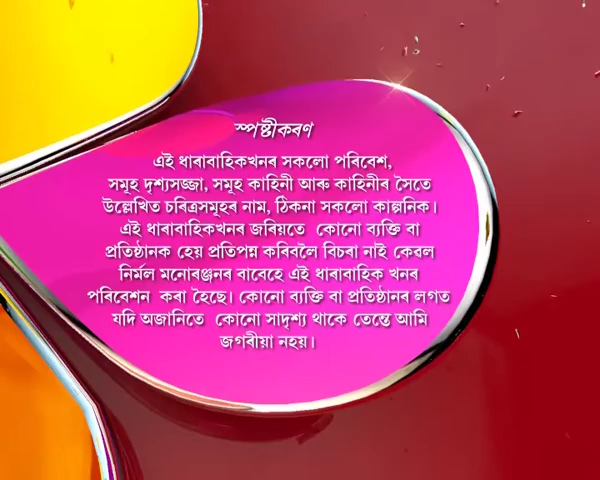 স্পষ্টীকৰণ
এই ধাৰাবাহিকখনৰ সকলো পৰিবেশ,
সমূহ দৃশ্যসজ্জা, সমূহ কাহিনী আৰু কাহিনীৰ সৈতে
উল্লেখিত চৰিত্ৰসমূহৰ নাম, ঠিকনা সকলো কাল্পনিক।
এই ধাৰাবাহিকখনৰ জৰিয়তে কোনো ব্যক্তি বা
প্ৰতিষ্ঠানক হেয় প্ৰতিপন্ন কৰিবলৈ বিচৰা নাই কেৱল
নিৰ্মল মনোৰঞ্জনৰ বাবেহে এই ধাৰাবাহিক খনৰ
পৰিবেশন কৰা হৈছে। কোনো ব্যক্তি বা প্ৰতিষ্ঠানৰ লগত
যদি অজানিতে কোনো সাদৃশ্য থাকে তেন্তে আমি
জগৰীয়া নহয়।